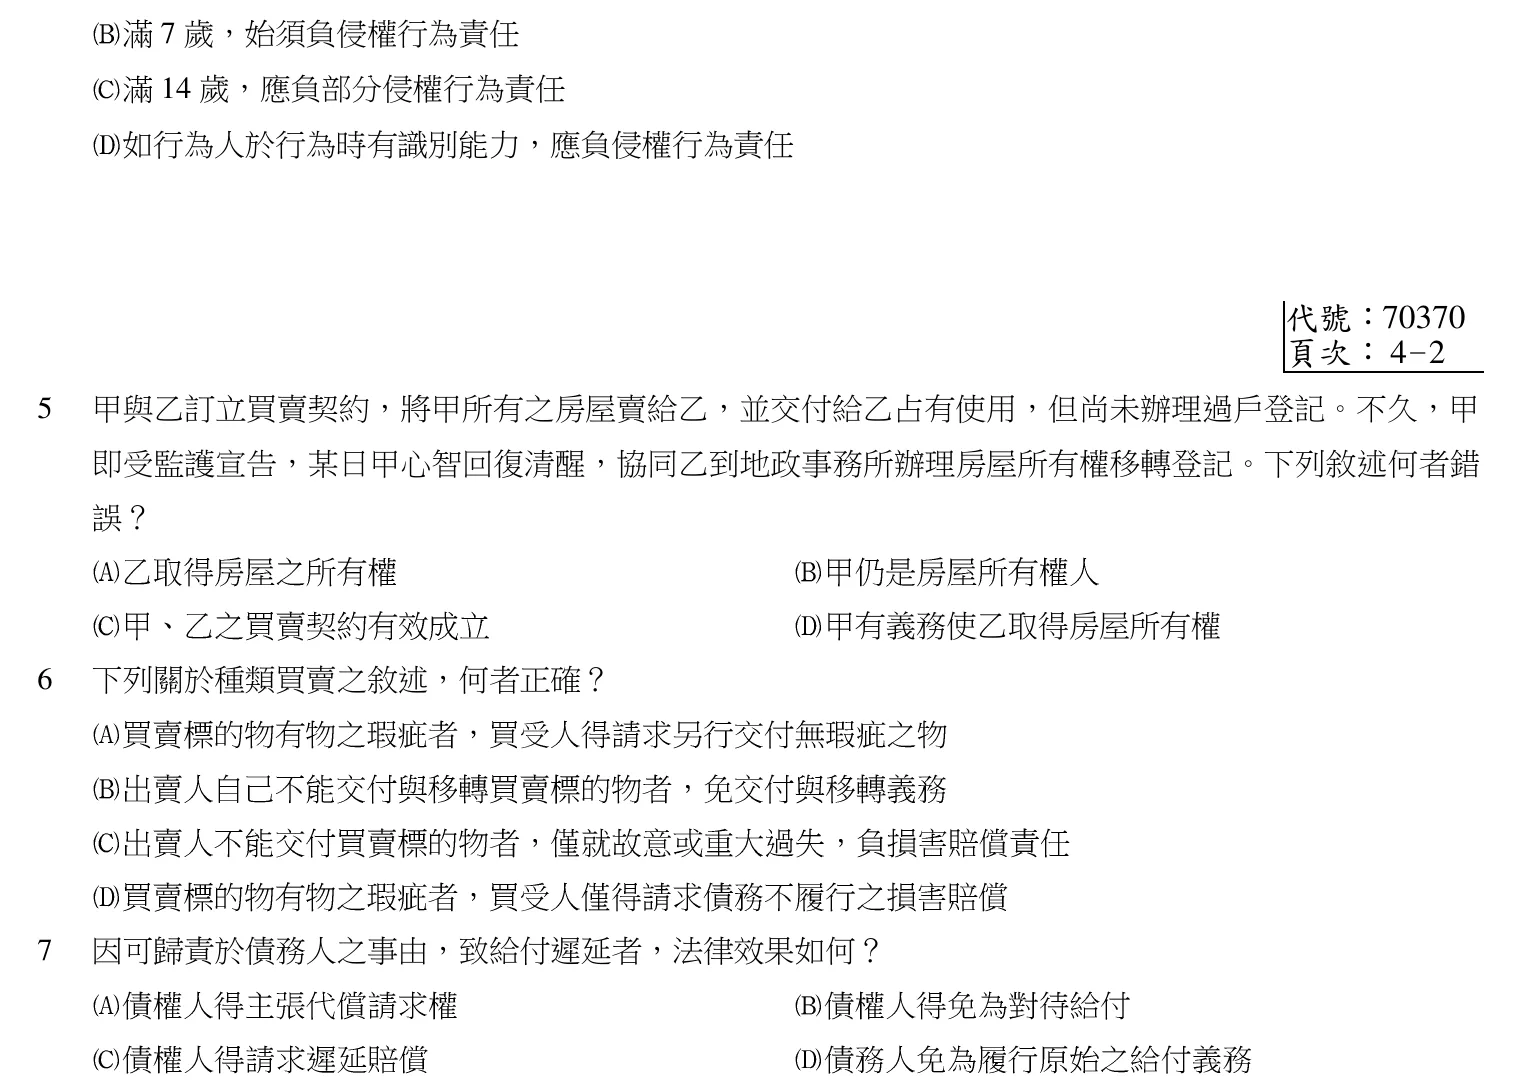 (B)滿 7 歲，始須負侵權行為責任
(C)滿 14 歲，應負部分侵權行為責任
(D)如行為人於行為時有識別能力，應負侵權行為責任
代號：70370
頁次：4－2
5 甲與乙訂立買賣契約，將甲所有之房屋賣給乙，並交付給乙占有使用，但尚未辦理過戶登記。不久，甲
即受監護宣告，某日甲心智回復清醒，協同乙到地政事務所辦理房屋所有權移轉登記。下列敘述何者錯
誤？
(A)乙取得房屋之所有權 (B)甲仍是房屋所有權人
(C)甲、乙之買賣契約有效成立 (D)甲有義務使乙取得房屋所有權
6 下列關於種類買賣之敘述，何者正確？
(A)買賣標的物有物之瑕疵者，買受人得請求另行交付無瑕疵之物
(B)出賣人自己不能交付與移轉買賣標的物者，免交付與移轉義務
(C)出賣人不能交付買賣標的物者，僅就故意或重大過失，負損害賠償責任
(D)買賣標的物有物之瑕疵者，買受人僅得請求債務不履行之損害賠償
7 因可歸責於債務人之事由，致給付遲延者，法律效果如何？
(A)債權人得主張代償請求權 (B)債權人得免為對待給付
(C)債權人得請求遲延賠償 (D)債務人免為履行原始之給付義務